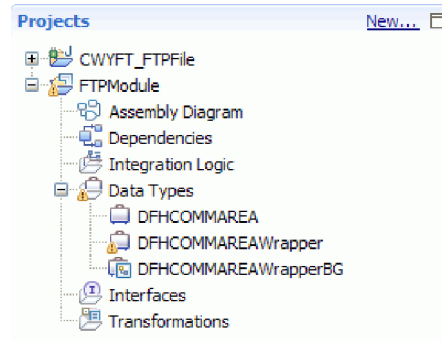 Projects New...
CWYFT_FTPFile
FTPModule
Assembly Diagram
Dependencies
Integration Logic
Data Types
DFHCOMMAREA
DFHCOMMAREAWrapper
DFHCOMMAREAWrapperBG
Interfaces
Transformations